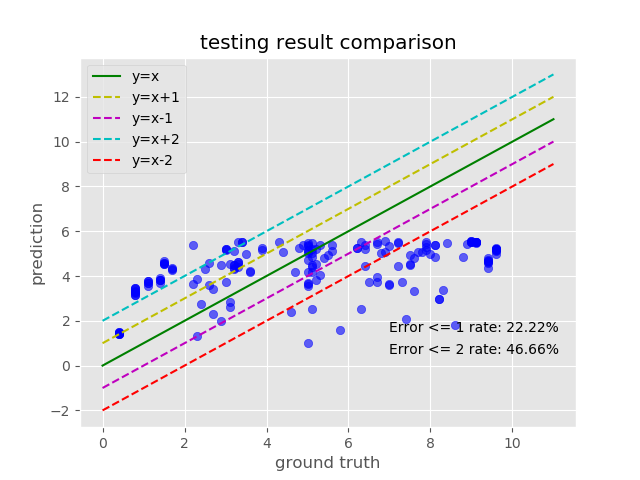 testing result comparison
y=x
y=x+1
y=x-1
y=x+2
y=x-2
12
10
8
6
4
2
0
−2
prediction
Error <= 1 rate: 22.22%
Error <= 2 rate: 46.66%
0 2 4 6 8 10
ground truth